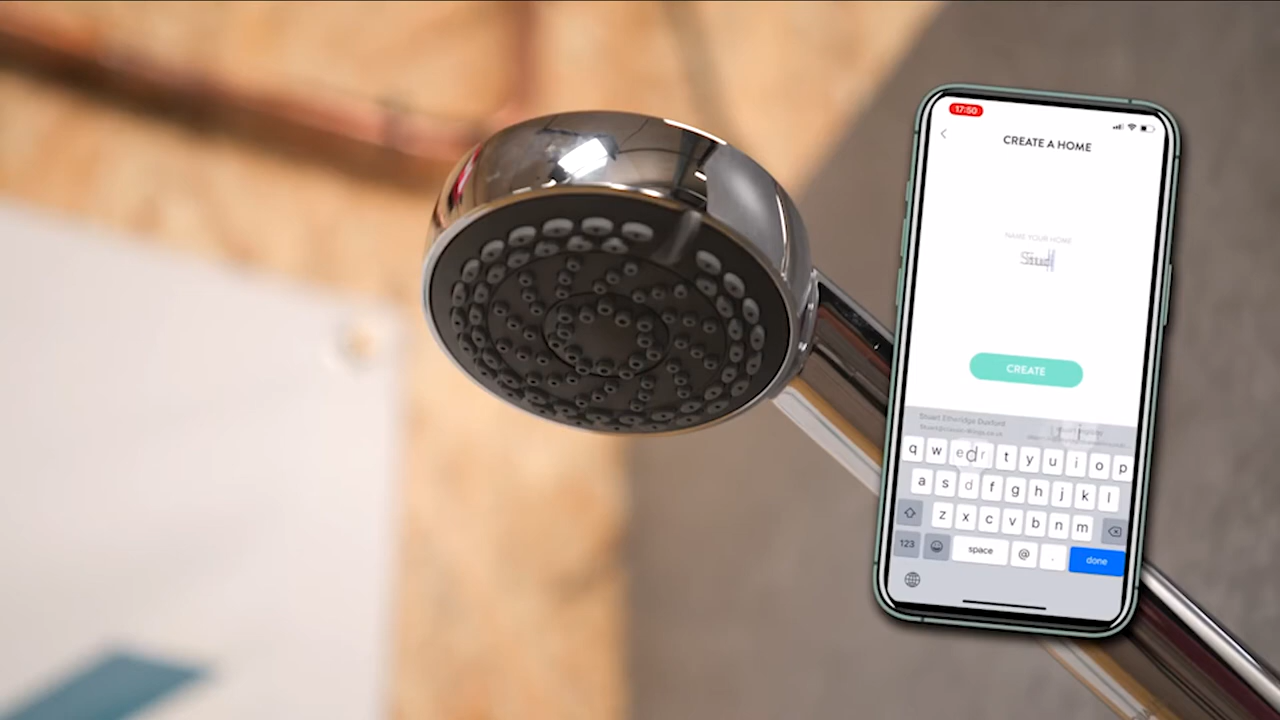 17:50
CREATE A HOME
NAME YOUR HOME
CREATE
q w e r t y u i o p
a s d f g h j k l
z x c v b n m
123 space @ . done